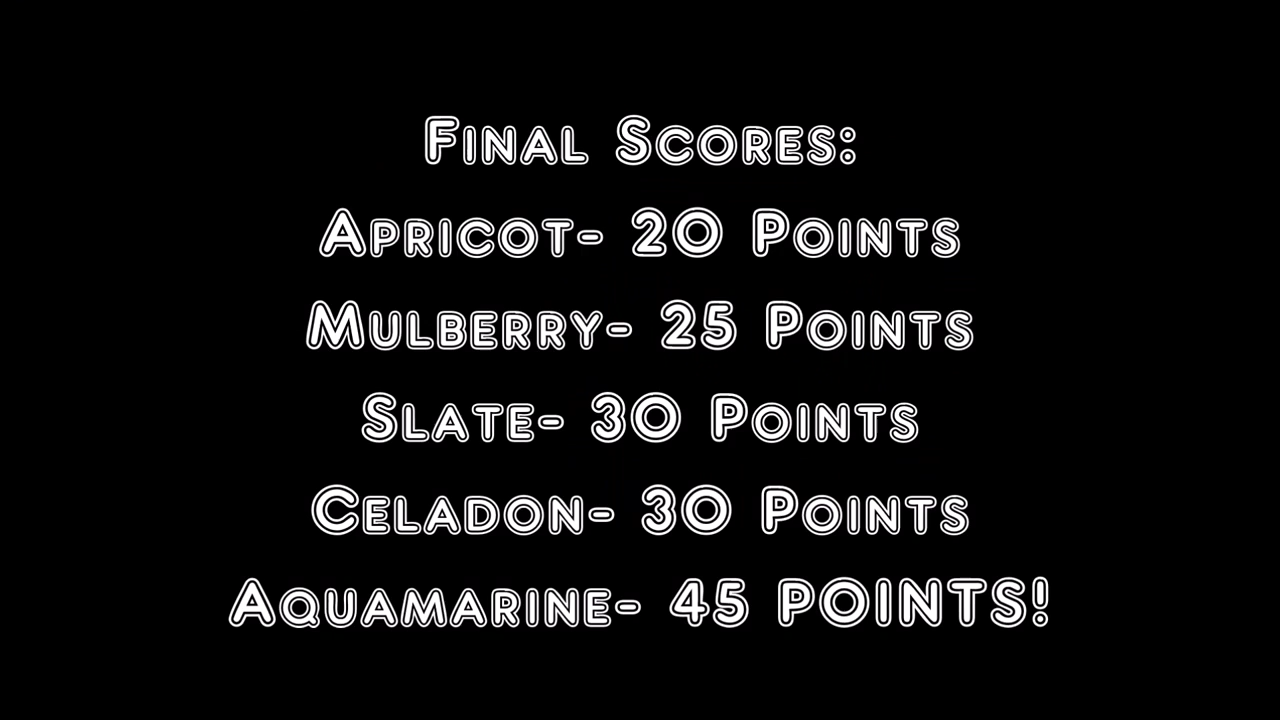 Final Scores:
Apricot- 20 Points
Mulberry- 25 Points
Slate- 30 Points
Celadon- 30 Points
Aquamarine- 45 POINTS!